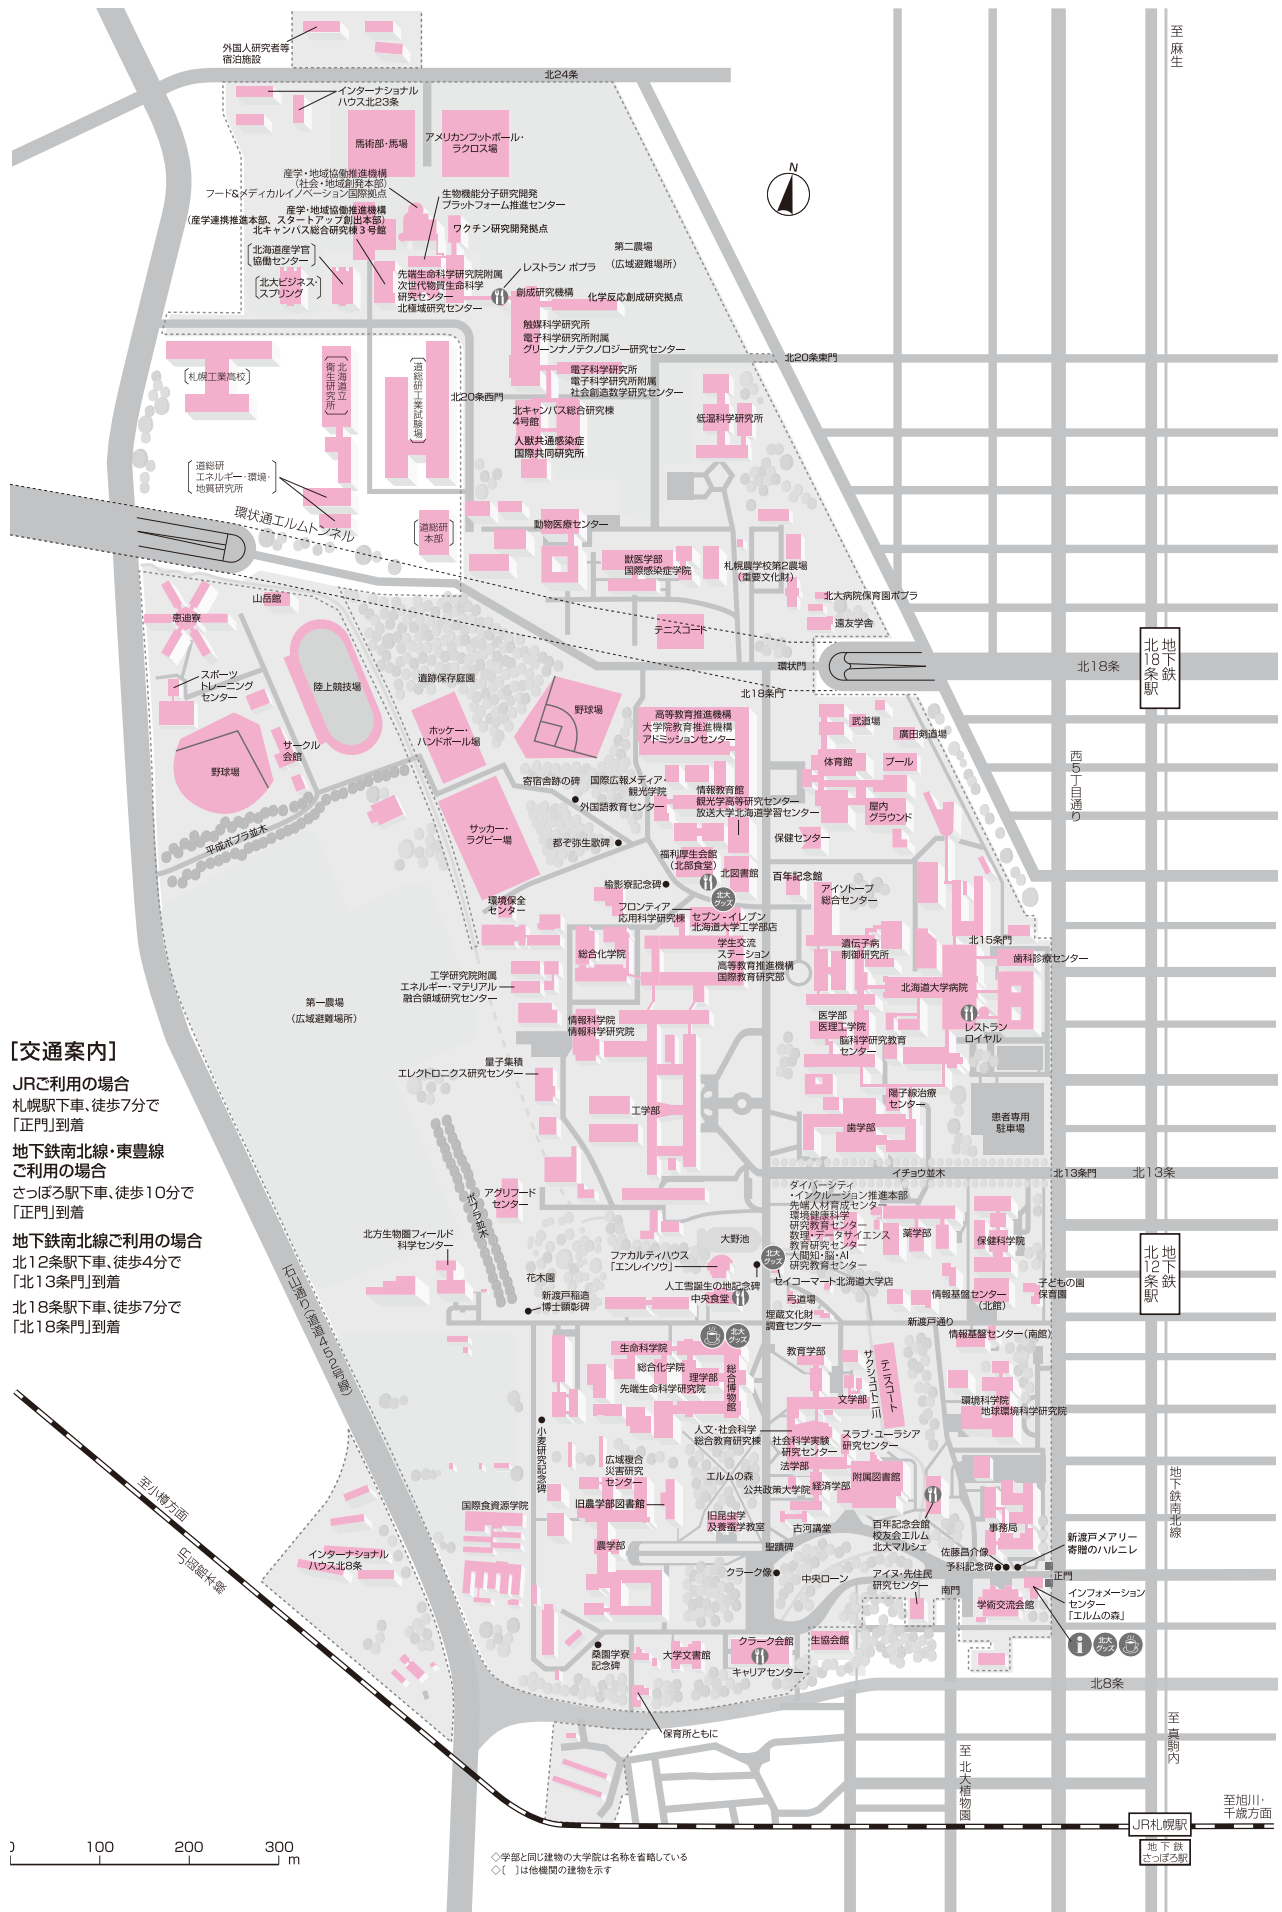 至 麻生
外国人研究者等
宿泊施設
北24条
インターナショナル
ハウス北23条
馬術部・馬場
アメリカンフットボール・
ラクロス場
N
産学・地域協働推進機構
(社会・地域創発本部)
フード&メディカルイノベーション国際拠点
生物機能分子研究開発
プラットフォーム推進センター
産学・地域協働推進機構
(産学連携推進本部、スタートアップ創出本部)
北キャンパス総合研究棟3号館
ワクチン研究開発拠点
第二農場
(広域避難場所)
北海道産学官
協働センター
北大ビジネス・
スプリング
先端生命科学研究院附属
次世代物質生命科学
研究センター
北極域研究センター
レストラン ポプラ
創成研究機構
化学反応創成研究拠点
触媒科学研究所
電子科学研究所附属
グリーンナノテクノロジー研究センター
北20条東門
電子科学研究所
電子科学研究所附属
社会創造数学研究センター
札幌工業高校
北海道立
衛生研究所
道総研工業試験場
北20条西門
北キャンパス総合研究棟
4号館
低温科学研究所
人獣共通感染症
国際共同研究所
道総研
エネルギー・環境・
地質研究所
環状通エルムトンネル
道総研
本部
動物医療センター
獣医学部
国際感染症学院
札幌農学校第2農場
(重要文化財)
山岳館
恵迪寮
北大病院保育園ポプラ
遠友学舎
テニスコート
環状門
北18条
地下鉄
北18条駅
スポーツ
トレーニング
センター
陸上競技場
遺跡保存庭園
北18条門
野球場
高等教育推進機構
大学院教育推進機構
アドミッションセンター
武道場
廣田剣道場
ホッケー・
ハンドボール場
サークル
会館
野球場
体育館
プール
西5丁目通り
寄宿舎跡の碑
国際広報メディア・
観光学院
外国語教育センター
情報教育館
観光学高等研究センター
放送大学北海道学習センター
屋内
グラウンド
サッカー・
ラグビー場
保健センター
平成ポプラ並木
都ぞ弥生歌碑
福利厚生会館
(北部食堂)
北図書館
百年記念館
楡影寮記念碑
北大
グッズ
アイソトープ
総合センター
環境保全
センター
フロンティア
応用科学研究棟
セブン-イレブン
北海道大学工学部店
北15条門
総合化学院
学生交流
ステーション
高等教育推進機構
国際教育研究部
遺伝子病
制御研究所
歯科診療センター
工学研究院附属
エネルギー・マテリアル
融合領域研究センター
北海道大学病院
第一農場
(広域避難場所)
情報科学院
情報科学研究院
医学部
医理工学院
レストラン
ロイヤル
脳科学研究教育
センター
量子集積
エレクトロニクス研究センター
陽子線治療
センター
工学部
歯学部
患者専用
駐車場
[交通案内]
JRご利用の場合
札幌駅下車、徒歩7分で
「正門」到着
地下鉄南北線・東豊線
ご利用の場合
さっぽろ駅下車、徒歩10分で
「正門」到着
地下鉄南北線ご利用の場合
北12条駅下車、徒歩4分で
「北13条門」到着
北18条駅下車、徒歩7分で
「北18条門」到着
イチョウ並木
北13条門
北13条
アグリフード
センター
ポプラ並木
ダイバーシティ
・インクルージョン推進本部
先端人材育成センター
環境健康科学
研究教育センター
数理・データサイエンス
教育研究センター
人間知・脳・AI
研究教育センター
薬学部
保健科学院
地下鉄
北12条駅
北方生物圏フィールド
科学センター
大野池
ファカルティハウス
「エンレイソウ」
北大
グッズ
花木園
人工雪誕生の地記念碑
中央食堂
セイコーマート北海道大学店
弓道場
情報基盤センター
(北館)
子どもの園
保育園
新渡戸稲造
博士顕彰碑
埋蔵文化財
調査センター
新渡戸通り
情報基盤センター(南館)
石山通り(道道452号線)
北大
グッズ
生命科学院
総合化学院
理学部
先端生命科学研究院
総合博物館
教育学部
サクシュコトニ川
テニスコート
文学部
環境科学院
地球環境科学研究院
小麦研究記念碑
人文・社会科学
総合教育研究棟
社会科学実験
研究センター
スラブ・ユーラシア
研究センター
法学部
広域複合
災害研究
センター
エルムの森
公共政策大学院
経済学部
附属図書館
地下鉄南北線
国際食資源学院
旧農学部図書館
旧昆虫学
及養蚕学教室
古河講堂
百年記念会館
校友会エルム
北大マルシェ
事務局
至小樽方面
JR函館本線
農学部
聖蹟碑
佐藤昌介像
予科記念碑
新渡戸メアリー
寄贈のハルニレ
インターナショナル
ハウス北8条
クラーク像
中央ローン
アイヌ・先住民
研究センター
南門
正門
学術交流会館
インフォメーション
センター
「エルムの森」
北大
グッズ
桑園学寮
記念碑
大学文書館
クラーク会館
キャリアセンター
生協会館
北8条
保育所ともに
至 真駒内
至 北大植物園
至旭川・
千歳方面
JR札幌駅
地下鉄
さっぽろ駅
0 100 200 300
m
◇学部と同じ建物の大学院は名称を省略している
◇〔 〕は他機関の建物を示す